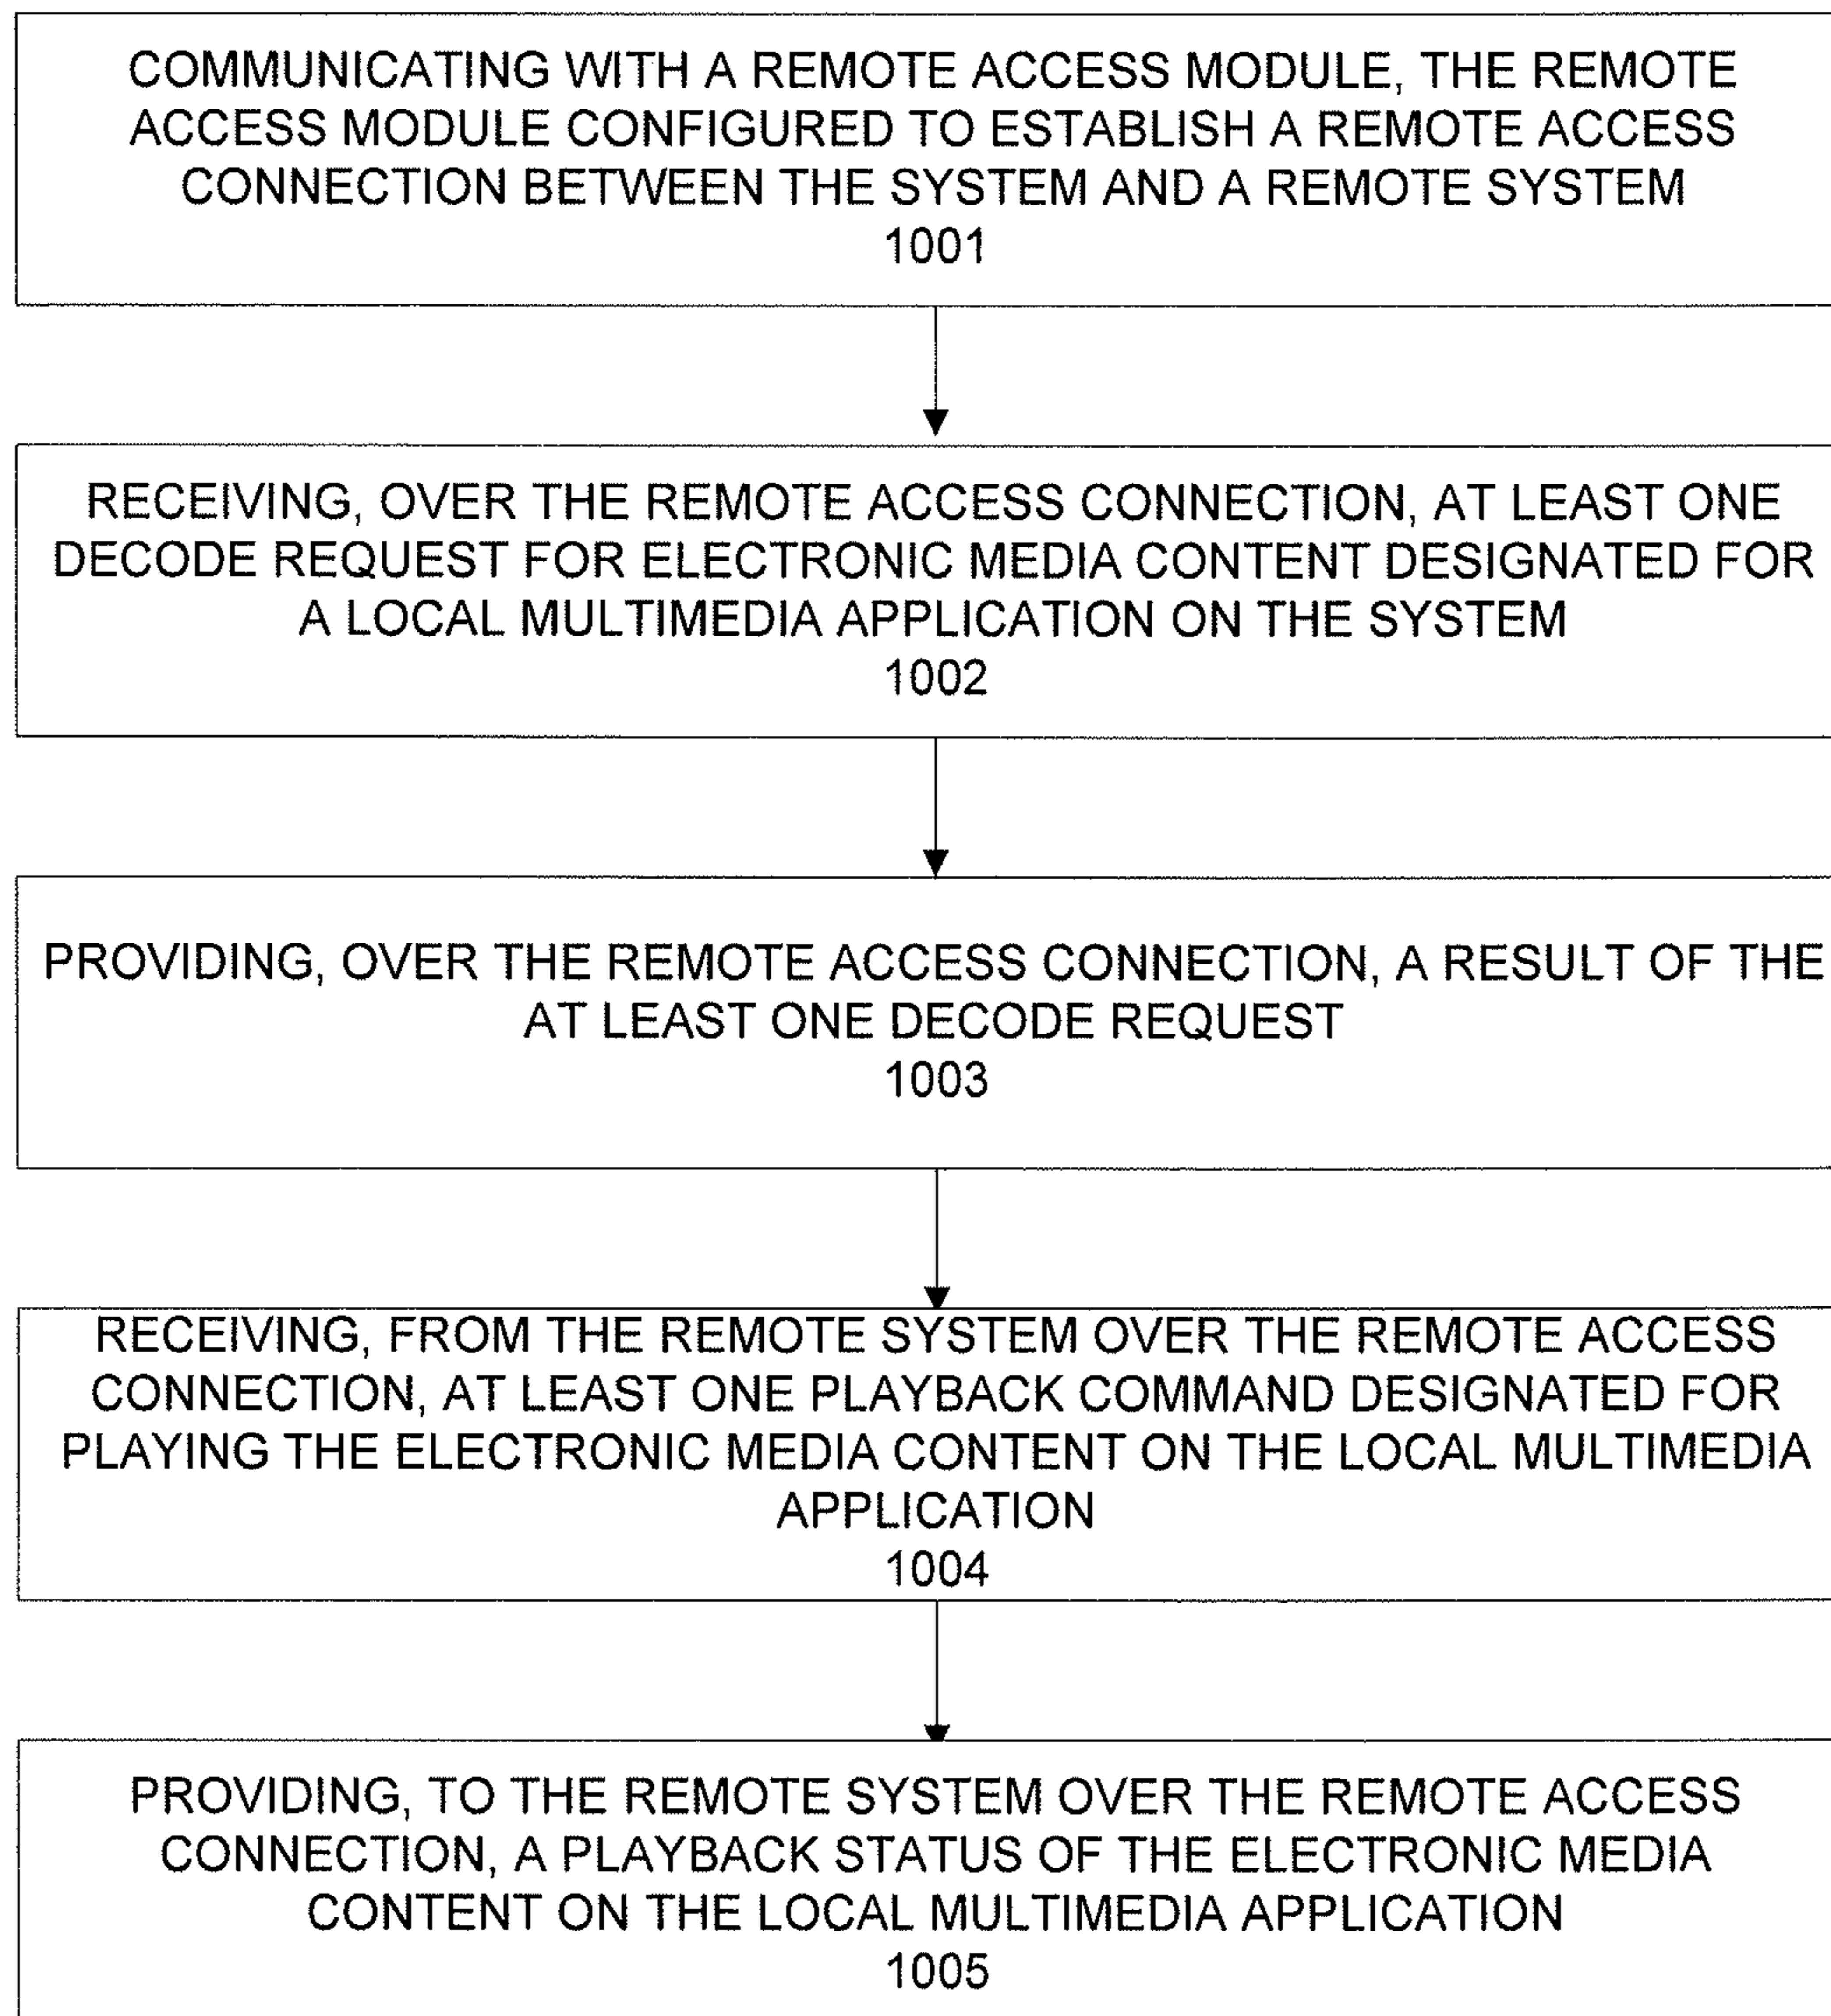 COMMUNICATING WITH A REMOTE ACCESS MODULE, THE REMOTE
ACCESS MODULE CONFIGURED TO ESTABLISH A REMOTE ACCESS
CONNECTION BETWEEN THE SYSTEM AND A REMOTE SYSTEM
1001
RECEIVING, OVER THE REMOTE ACCESS CONNECTION, AT LEAST ONE
DECODE REQUEST FOR ELECTRONIC MEDIA CONTENT DESIGNATED FOR
A LOCAL MULTIMEDIA APPLICATION ON THE SYSTEM
1002
PROVIDING, OVER THE REMOTE ACCESS CONNECTION, A RESULT OF THE
AT LEAST ONE DECODE REQUEST
1003
RECEIVING, FROM THE REMOTE SYSTEM OVER THE REMOTE ACCESS
CONNECTION, AT LEAST ONE PLAYBACK COMMAND DESIGNATED FOR
PLAYING THE ELECTRONIC MEDIA CONTENT ON THE LOCAL MULTIMEDIA
APPLICATION
1004
PROVIDING, TO THE REMOTE SYSTEM OVER THE REMOTE ACCESS
CONNECTION, A PLAYBACK STATUS OF THE ELECTRONIC MEDIA
CONTENT ON THE LOCAL MULTIMEDIA APPLICATION
1005